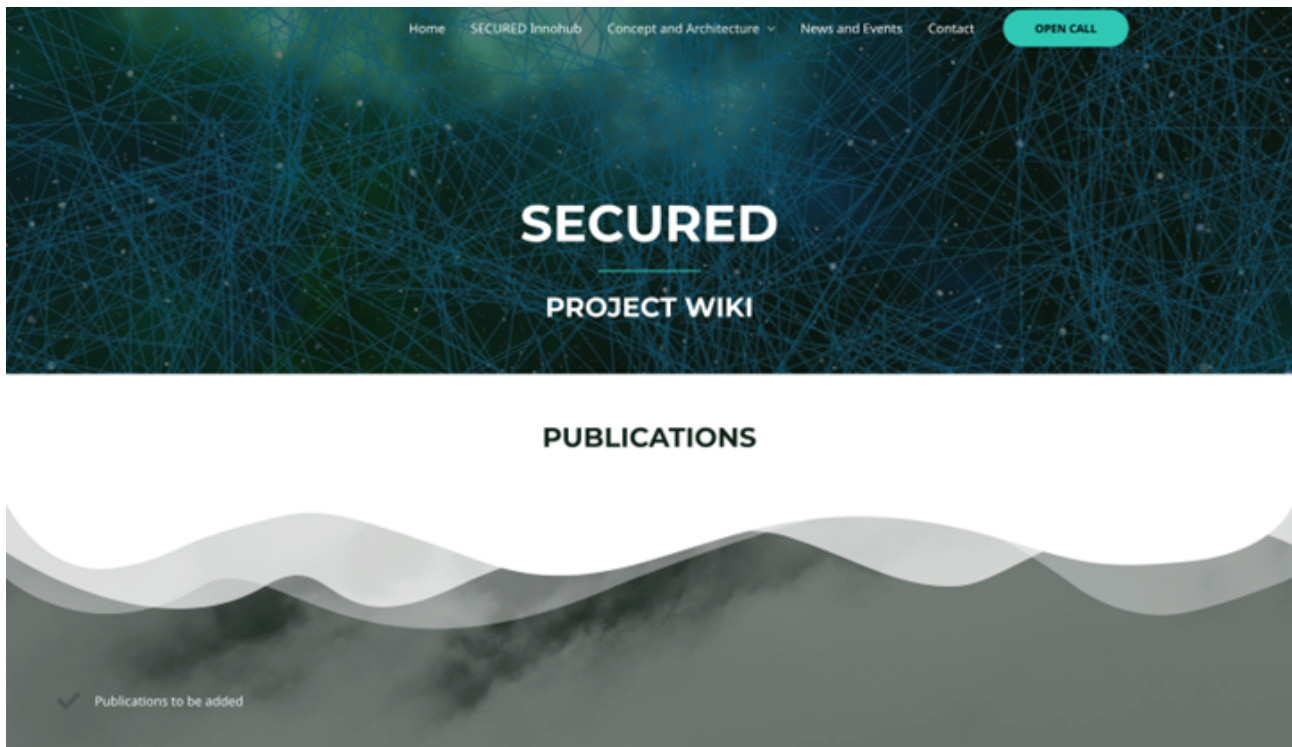 Home SECURED Innohub Concept and Architecture News and Events Contact OPEN CALL
SECURED
PROJECT WIKI
PUBLICATIONS
Publications to be added